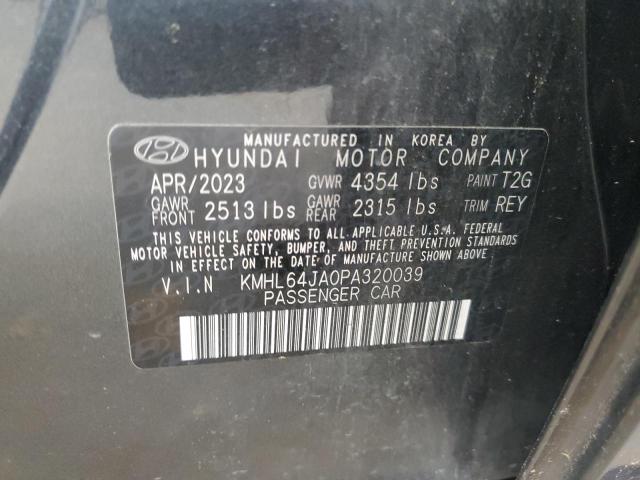 MANUFACTURED IN KOREA BY
HYUNDAI MOTOR COMPANY
APR/2023 GVWR 4354 lbs PAINT T2G
GAWR FRONT 2513 lbs GAWR REAR 2315 lbs TRIM REY
THIS VEHICLE CONFORMS TO ALL APPLICABLE U.S.A. FEDERAL
MOTOR VEHICLE SAFETY, BUMPER, AND THEFT PREVENTION STANDARDS
IN EFFECT ON THE DATE OF MANUFACTURE SHOWN ABOVE.
V.I.N KMHL64JA0PA320039
PASSENGER CAR